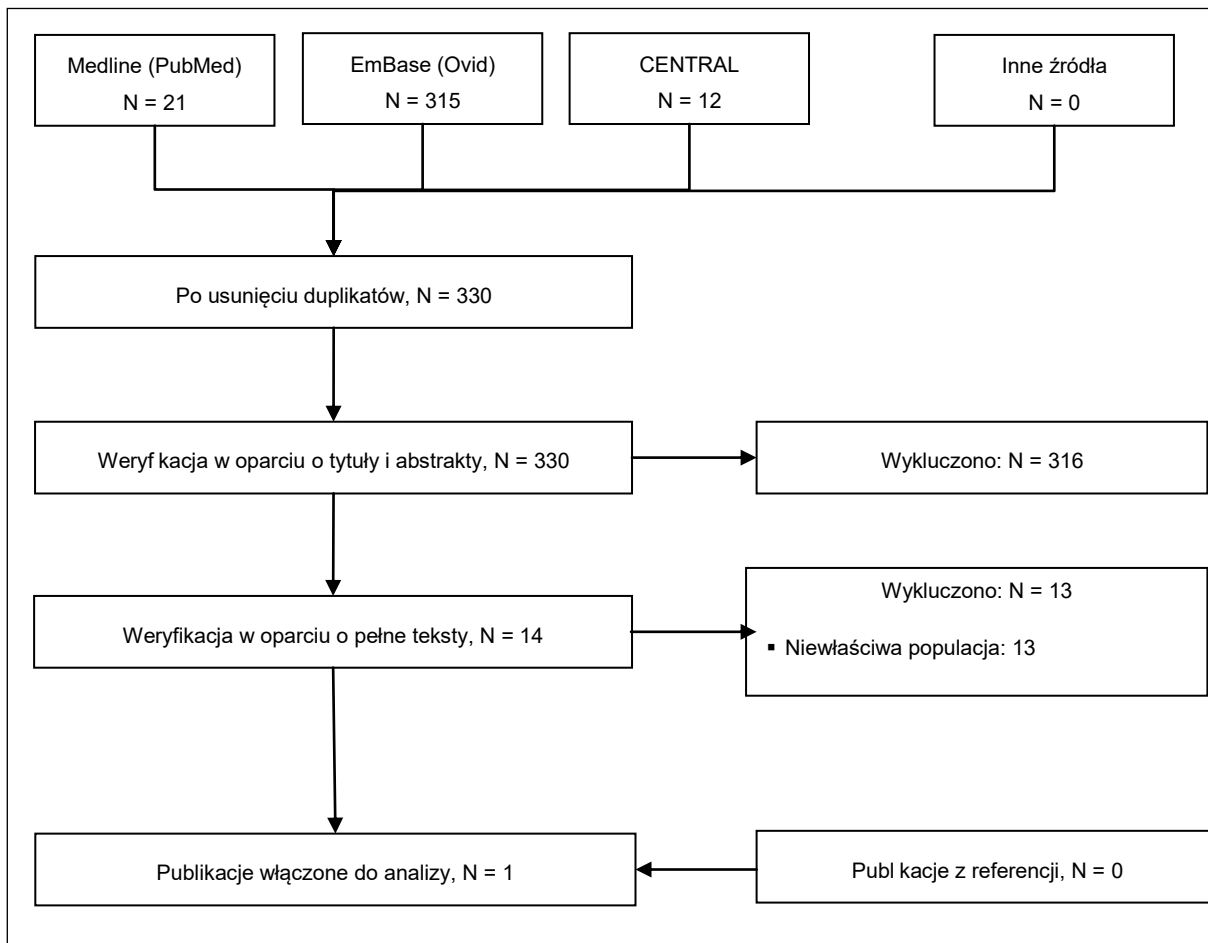 Medline (PubMed)
N = 21
EmBase (Ovid)
N = 315
CENTRAL
N = 12
Inne źródła
N = 0
Po usunięciu duplikatów, N = 330
Weryf kacja w oparciu o tytuły i abstrakty, N = 330
Wykluczono: N = 316
Weryfikacja w oparciu o pełne teksty, N = 14
Wykluczono: N = 13
▪ Niewłaściwa populacja: 13
Publikacje włączone do analizy, N = 1
Publ kacje z referencji, N = 0